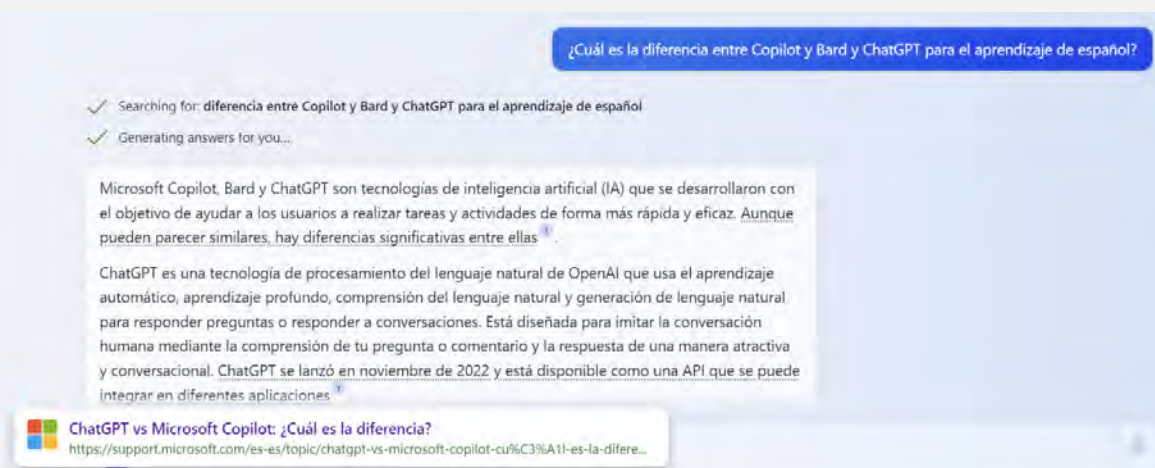 ¿Cuál es la diferencia entre Copilot y Bard y ChatGPT para el aprendizaje de español?
Searching for: diferencia entre Copilot y Bard y ChatGPT para el aprendizaje de español
Generating answers for you...
Microsoft Copilot, Bard y ChatGPT son tecnologías de inteligencia artificial (IA) que se desarrollaron con
el objetivo de ayudar a los usuarios a realizar tareas y actividades de forma más rápida y eficaz. Aunque
pueden parecer similares, hay diferencias significativas entre ellas 1 .
ChatGPT es una tecnología de procesamiento del lenguaje natural de OpenAI que usa el aprendizaje
automático, aprendizaje profundo, comprensión del lenguaje natural y generación de lenguaje natural
para responder preguntas o responder a conversaciones. Está diseñada para imitar la conversación
humana mediante la comprensión de tu pregunta o comentario y la respuesta de una manera atractiva
y conversacional. ChatGPT se lanzó en noviembre de 2022 y está disponible como una API que se puede
integrar en diferentes aplicaciones 1
ChatGPT vs Microsoft Copilot: ¿Cuál es la diferencia?
https://support.microsoft.com/es-es/topic/chatgpt-vs-microsoft-copilot-cu%C3%A1l-es-la-difere...